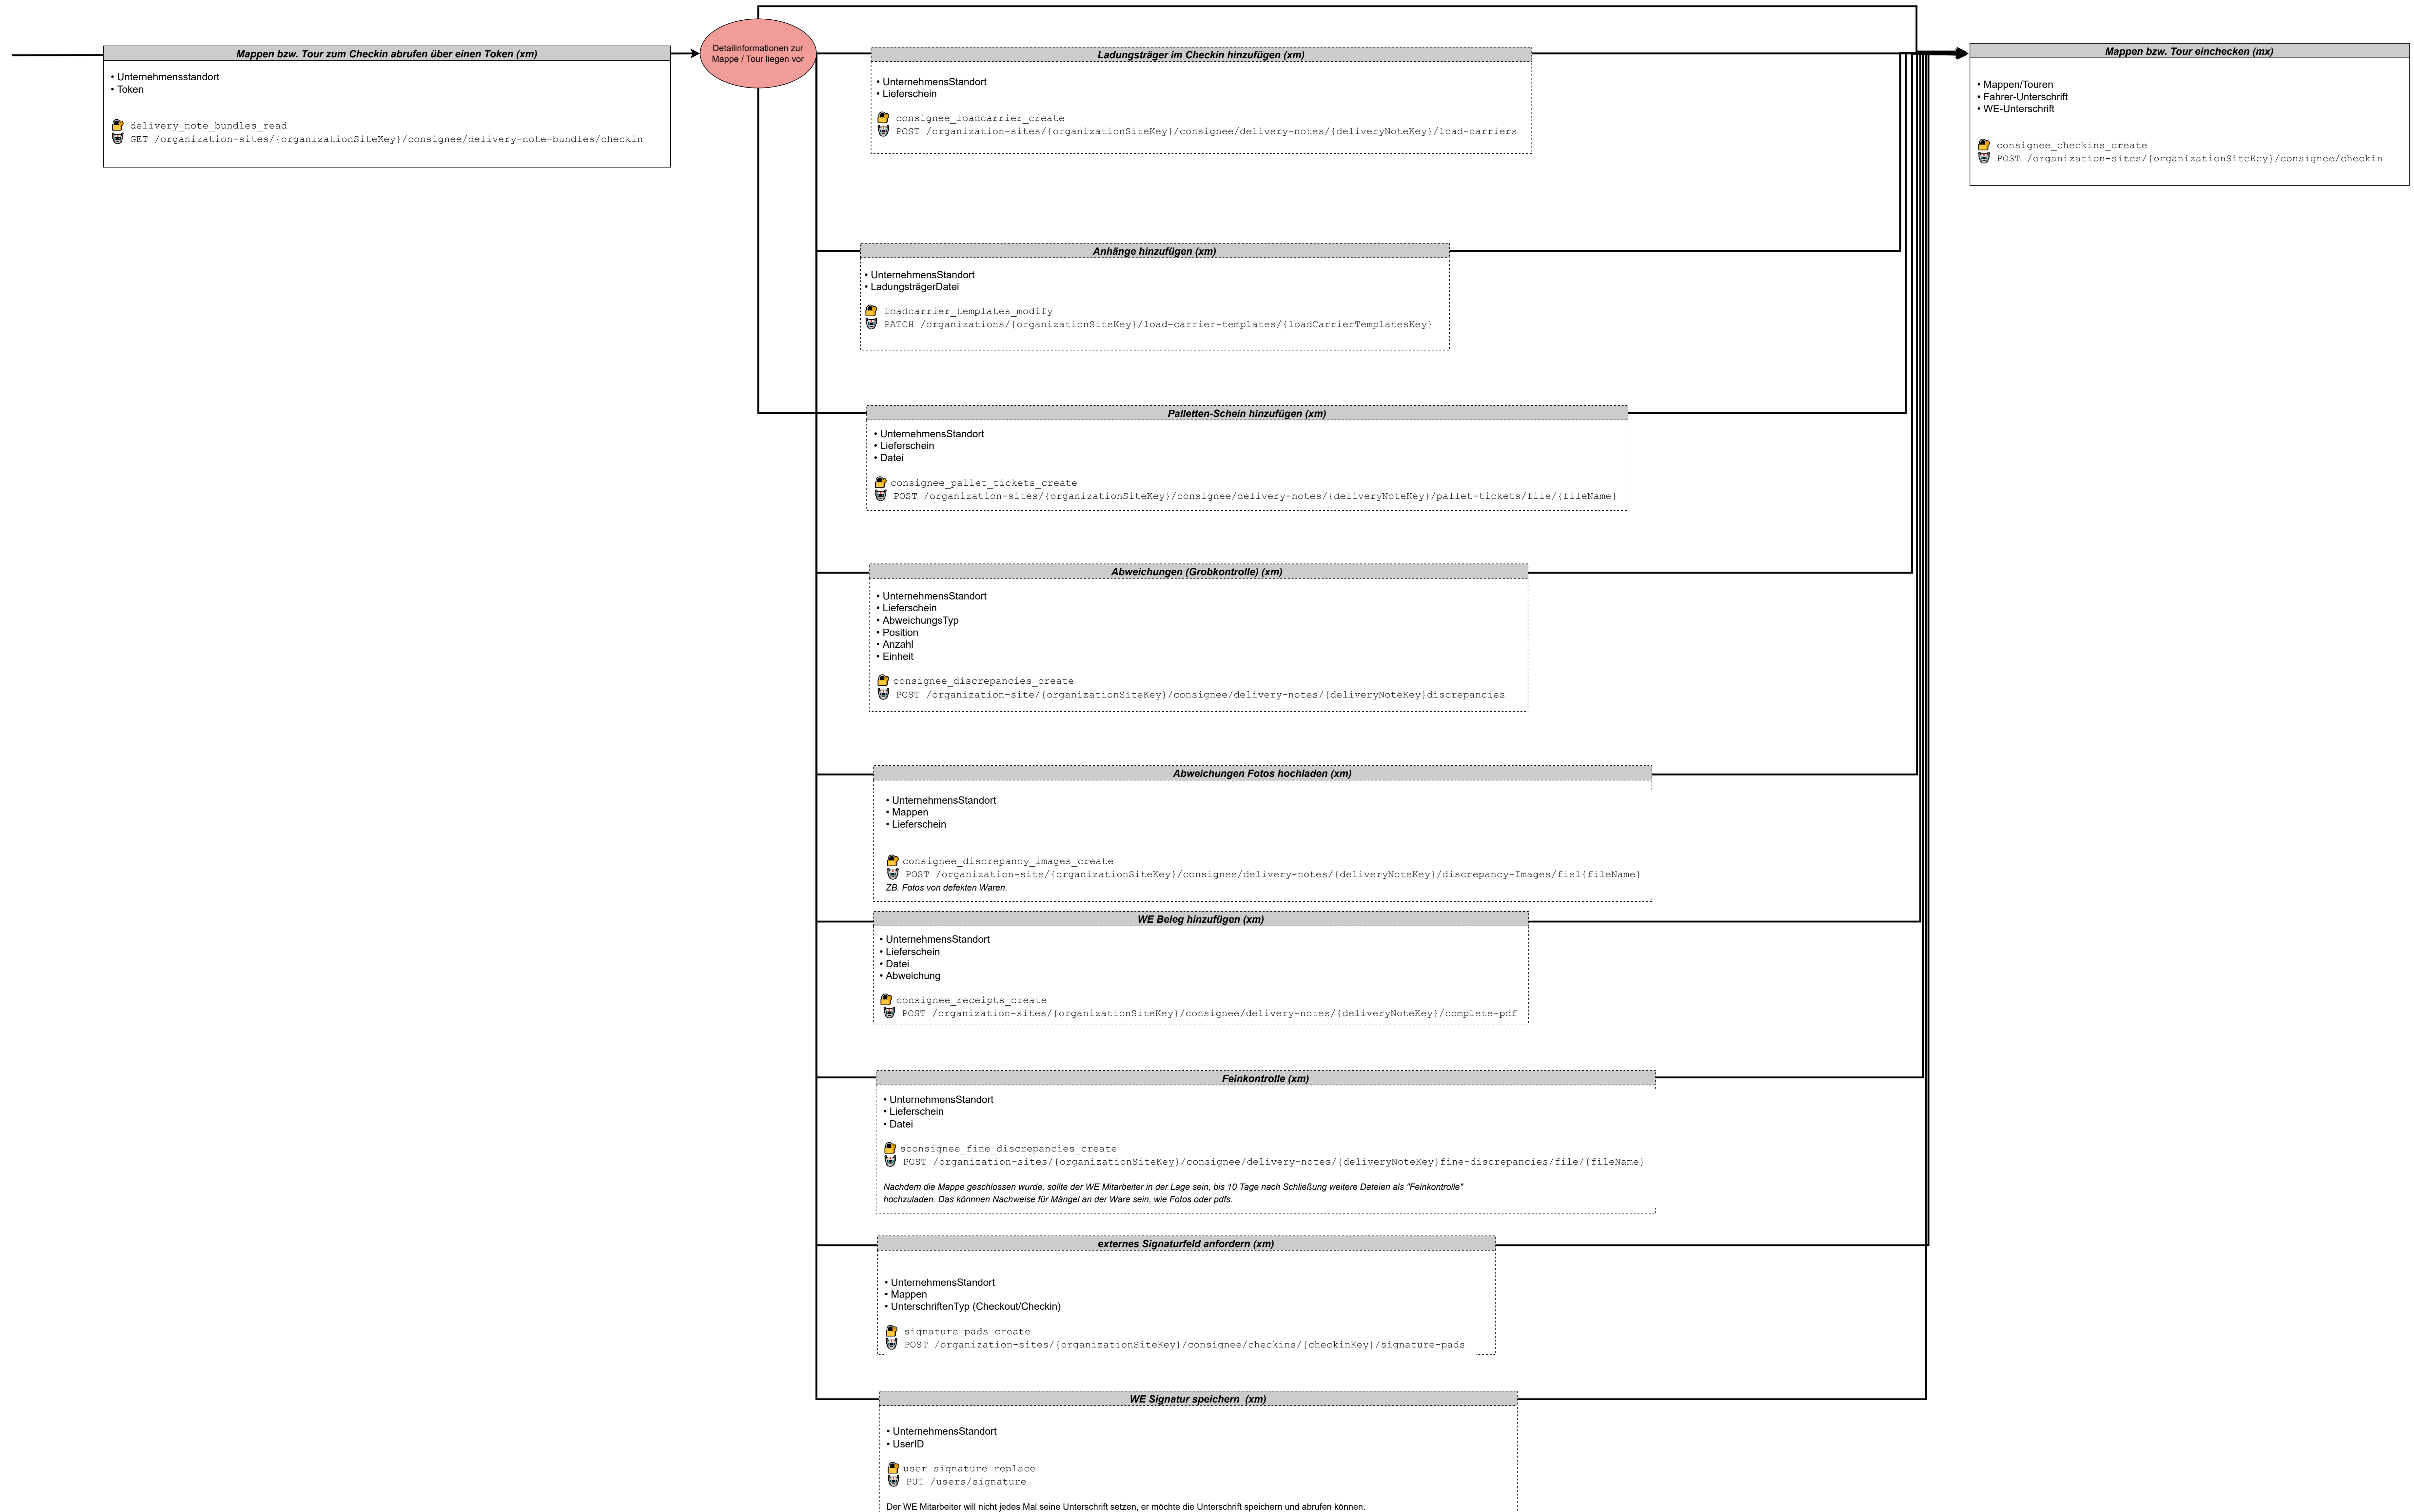 Mappen bzw. Tour zum Checkin abrufen über einen Token (xm)
• Unternehmensstandort
• Token
delivery_note_bundles_read
GET /organization-sites/{organizationSiteKey}/consignee/delivery-note-bundles/checkin
Detailinformationen zur
Mappe / Tour liegen vor
Ladungsträger im Checkin hinzufügen (xm)
• UnternehmensStandort
• Lieferschein
consignee_loadcarrier_create
POST /organization-sites/{organizationSiteKey}/consignee/delivery-notes/{deliveryNoteKey}/load-carriers
Mappen bzw. Tour einchecken (mx)
• Mappen/Touren
• Fahrer-Unterschrift
• WE-Unterschrift
consignee_checkins_create
POST /organization-sites/{organizationSiteKey}/consignee/checkin
Anhänge hinzufügen (xm)
• UnternehmensStandort
• LadungsträgerDatei
loadcarrier_templates_modify
PATCH /organizations/{organizationSiteKey}/load-carrier-templates/{loadCarrierTemplatesKey}
Palletten-Schein hinzufügen (xm)
• UnternehmensStandort
• Lieferschein
• Datei
consignee_pallet_tickets_create
POST /organization-sites/{organizationSiteKey}/consignee/delivery-notes/{deliveryNoteKey}/pallet-tickets/file/{fileName}
Abweichungen (Grobkontrolle) (xm)
• UnternehmensStandort
• Lieferschein
• AbweichungsTyp
• Position
• Anzahl
• Einheit
consignee_discrepancies_create
POST /organization-site/{organizationSiteKey}/consignee/delivery-notes/{deliveryNoteKey}discrepancies
Abweichungen Fotos hochladen (xm)
• UnternehmensStandort
• Mappen
• Lieferschein
consignee_discrepancy_images_create
POST /organization-site/{organizationSiteKey}/consignee/delivery-notes/{deliveryNoteKey}/discrepancy-Images/fiel{fileName}
ZB. Fotos von defekten Waren.
WE Beleg hinzufügen (xm)
• UnternehmensStandort
• Lieferschein
• Datei
• Abweichung
consignee_receipts_create
POST /organization-sites/{organizationSiteKey}/consignee/delivery-notes/{deliveryNoteKey}/complete-pdf
Feinkontrolle (xm)
• UnternehmensStandort
• Lieferschein
• Datei
sconsignee_fine_discrepancies_create
POST /organization-sites/{organizationSiteKey}/consignee/delivery-notes/{deliveryNoteKey}fine-discrepancies/file/{fileName}
Nachdem die Mappe geschlossen wurde, sollte der WE Mitarbeiter in der Lage sein, bis 10 Tage nach Schließung weitere Dateien als "Feinkontrolle"
hochzuladen. Das könnnen Nachweise für Mängel an der Ware sein, wie Fotos oder pdfs.
externes Signaturfeld anfordern (xm)
• UnternehmensStandort
• Mappen
• UnterschriftenTyp (Checkout/Checkin)
signature_pads_create
POST /organization-sites/{organizationSiteKey}/consignee/checkins/{checkinKey}/signature-pads
WE Signatur speichern (xm)
• UnternehmensStandort
• UserID
user_signature_replace
PUT /users/signature
Der WE Mitarbeiter will nicht jedes Mal seine Unterschrift setzen, er möchte die Unterschrift speichern und abrufen können.